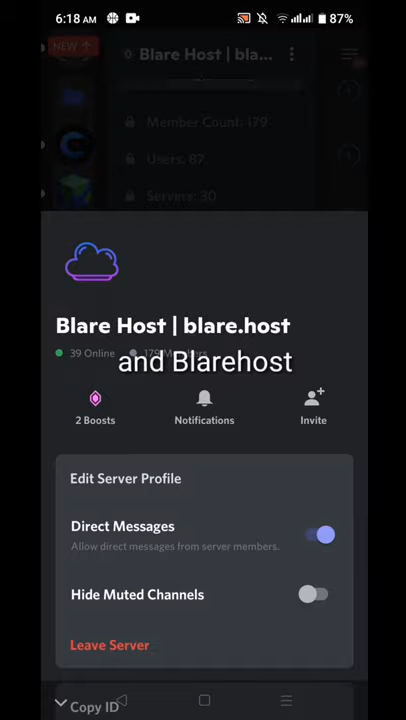 6:18 AM
87%
NEW ↑
Blare Host | bla...
Member Count: 179
Users: 87
Servers: 30
Blare Host | blare.host
39 Online
179 Members
and Blarehost
2 Boosts
Notifications
Invite
Edit Server Profile
Direct Messages
Allow direct messages from server members.
Hide Muted Channels
Leave Server
Copy ID